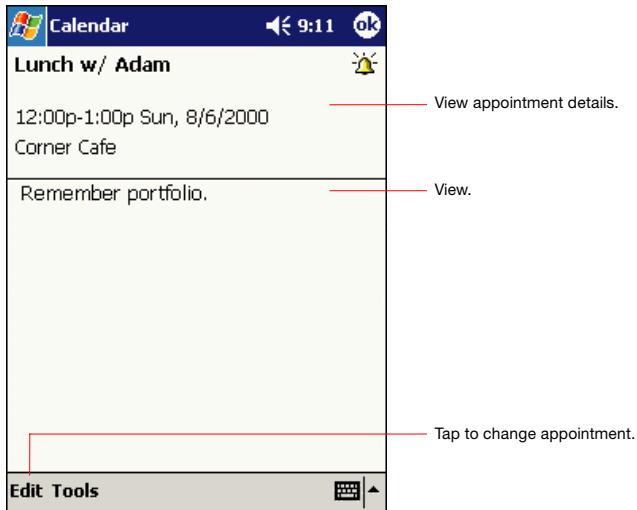 Calendar 9:11 ok
Lunch w/ Adam
12:00p-1:00p Sun, 8/6/2000
Corner Cafe
View appointment details.
Remember portfolio.
View.
Tap to change appointment.
Edit Tools